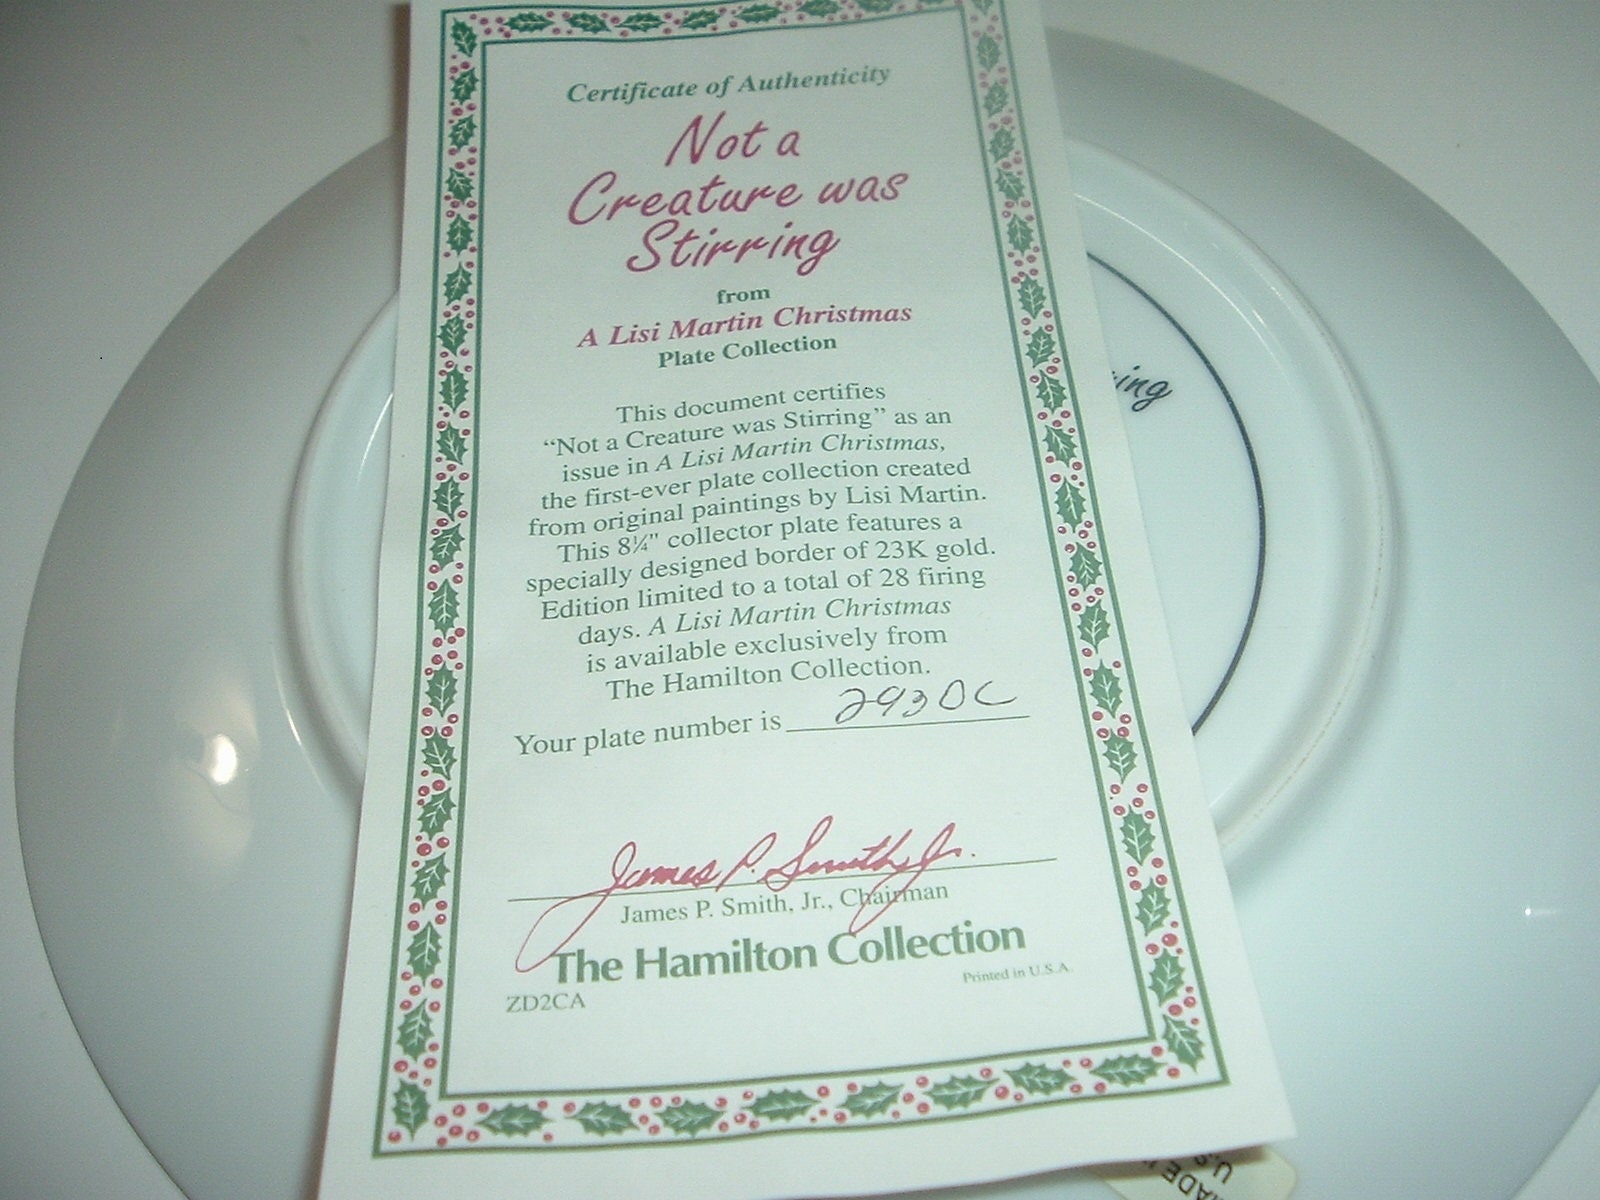 Certificate of Authenticity
Not a
Creature was
Stirring
from
A Lisi Martin Christmas
Plate Collection
This document certifies
“Not a Creature was Stirring” as an
issue in A Lisi Martin Christmas,
the first-ever plate collection created
from original paintings by Lisi Martin.
This 8¼" collector plate features a
specially designed border of 23K gold.
Edition limited to a total of 28 firing
days. A Lisi Martin Christmas
is available exclusively from
The Hamilton Collection.
Your plate number is 2930C
James P. Smith, Jr.
James P. Smith, Jr., Chairman
The Hamilton Collection
Printed in U.S.A.
ZD2CA